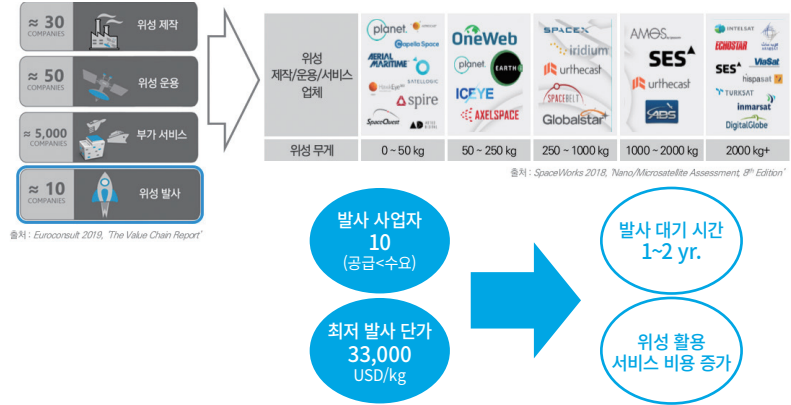 ≈ 30
COMPANIES
위성 제작
≈ 50
COMPANIES
위성 운용
≈ 5,000
COMPANIES
부가 서비스
≈ 10
COMPANIES
위성 발사
출처 : Euroconsult 2019, 'The Value Chain Report'
위성
제작/운용/서비스
업체
planet.
apollo Space
AERIAL
MARITIME
SATELLOGIC
spire
SpaceQuest
OneWeb
planet.
EARTH
ICEYE
AXELSPACE
SPACEX
iridium
urthecast
SPACEBELT
Globalstar
AMOS
SES
urthecast
ABS
INTELSAT
ECHOSTAR
SES
ViaSat
hispasat
TURKSAT
inmarsat
DigitalGlobe
위성 무게
0 ~ 50 kg
50 ~ 250 kg
250 ~ 1000 kg
1000 ~ 2000 kg
2000 kg+
출처 : SpaceWorks 2018, 'Nano/Microsatellite Assessment, 8th Edition'
발사 사업자
10
(공급<수요)
발사 대기 시간
1~2 yr.
최저 발사 단가
33,000
USD/kg
위성 활용
서비스 비용 증가